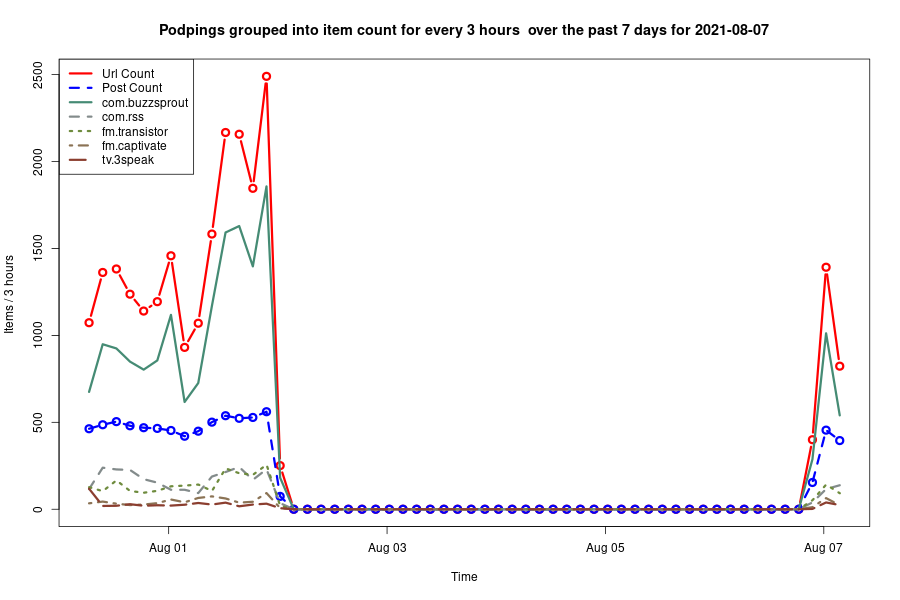 Podpings grouped into item count for every 3 hours  over the past 7 days for 2021-08-07
Url Count
Post Count
com.buzzsprout
com.rss
fm.transistor
fm.captivate
tv.3speak
Items / 3 hours
2500
2000
1500
1000
500
0
Aug 01
Aug 03
Aug 05
Aug 07
Time